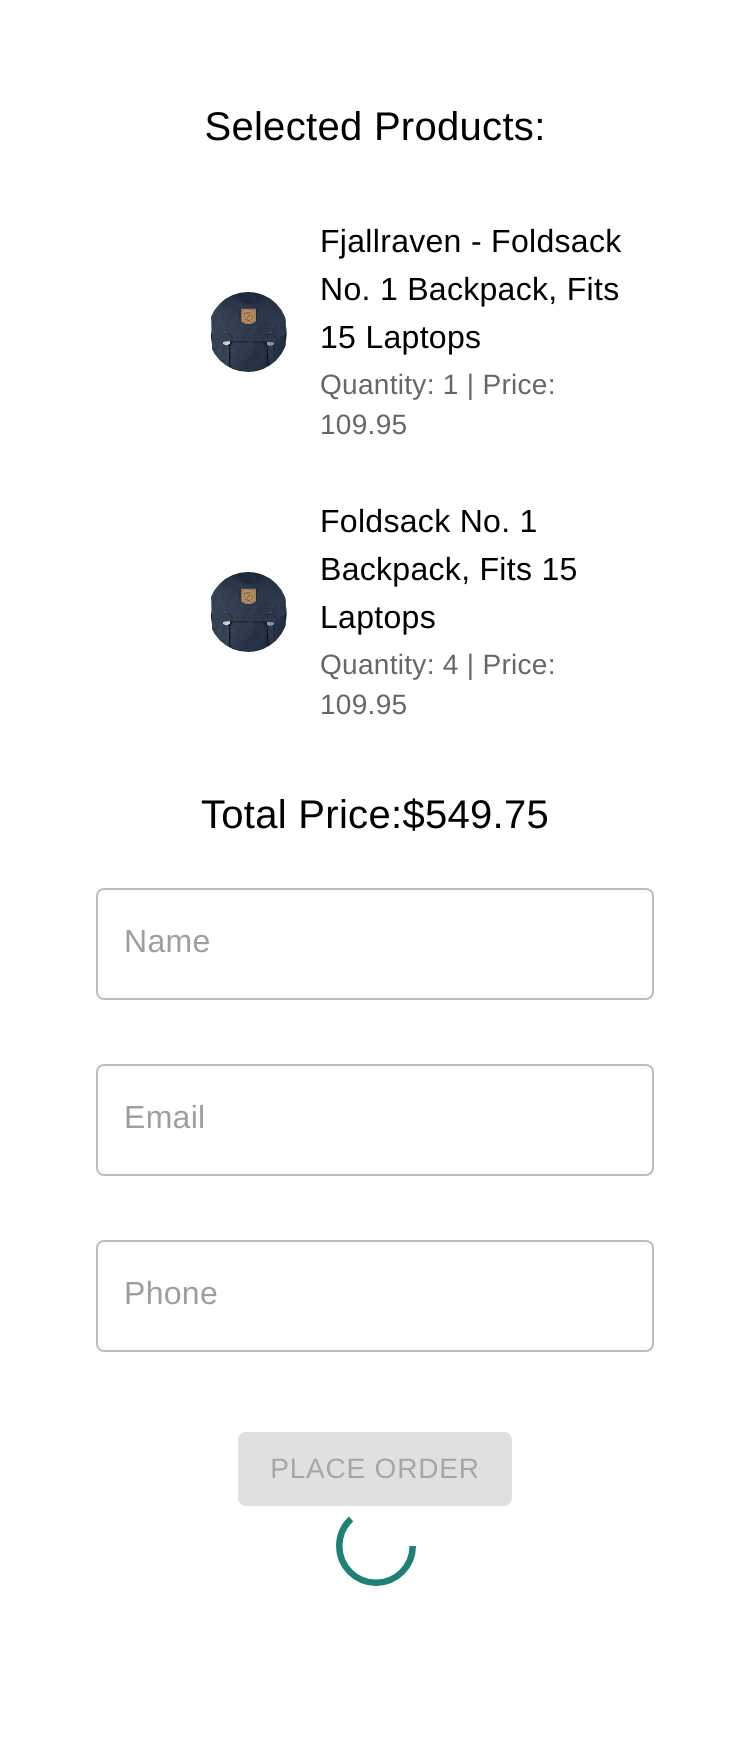 Selected Products:
Fjallraven - Foldsack
No. 1 Backpack, Fits
15 Laptops
Quantity: 1 | Price:
109.95
Foldsack No. 1
Backpack, Fits 15
Laptops
Quantity: 4 | Price:
109.95
Total Price:$549.75
Name
Email
Phone
PLACE ORDER